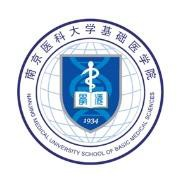 南京医科大学基础医学院
1934
NANJING MEDICAL UNIVERSITY SCHOOL OF BASIC MEDICAL SCIENCES